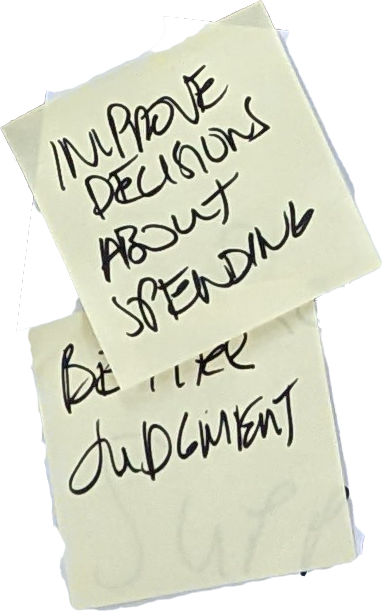 IMPROVE
DECISIONS
ABOUT
SPENDING
BETTER
JUDGMENT